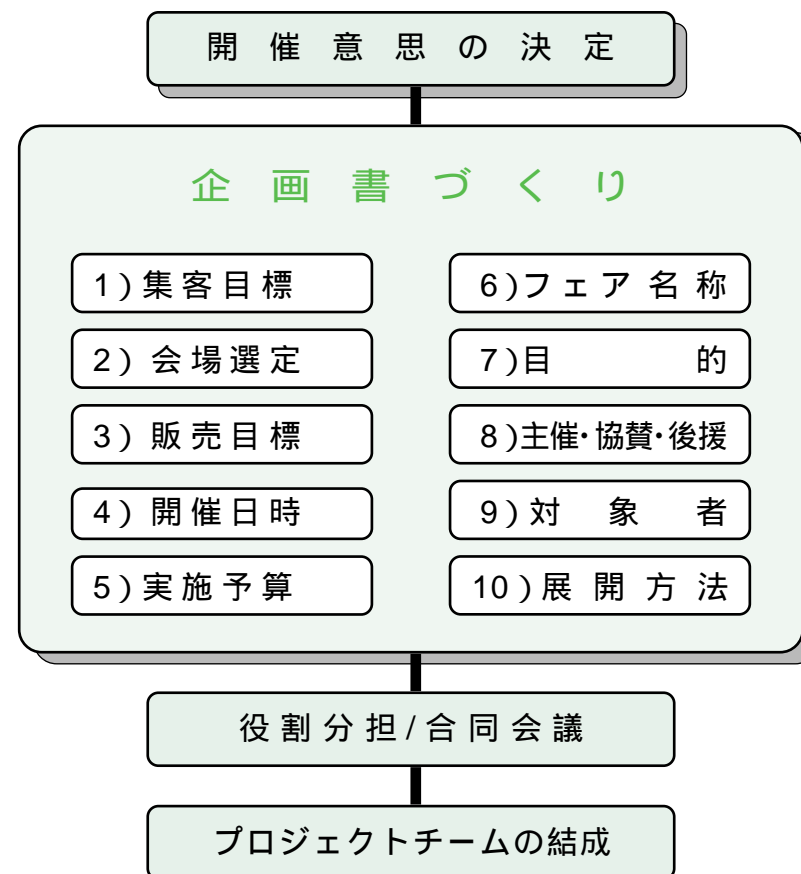 開催意思の決定
企画書づくり
1)集客目標
2)会場選定
3)販売目標
4)開催日時
5)実施予算
6)フェア名称
7)目的
8)主催・協賛・後援
9)対象者
10)展開方法
役割分担/合同会議
プロジェクトチームの結成